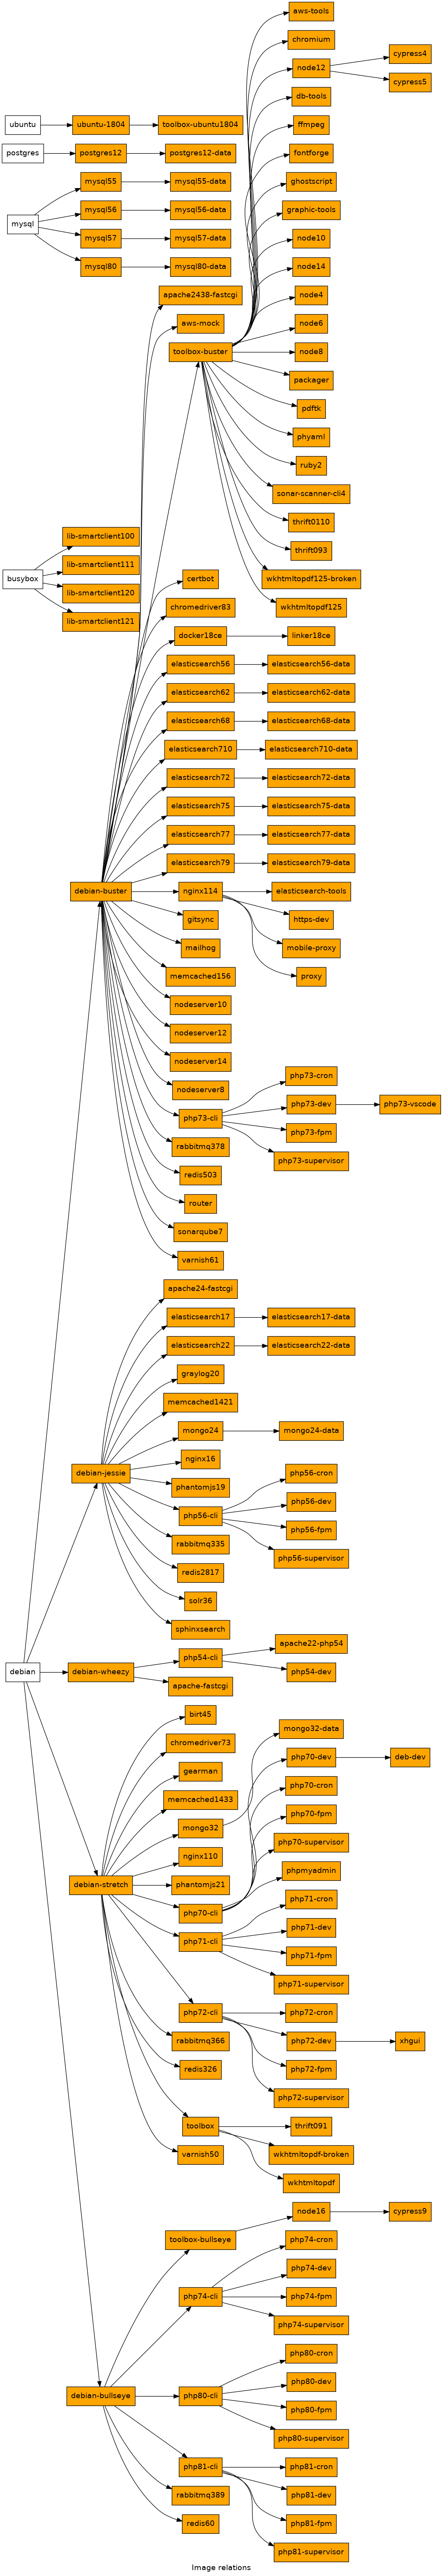 aws-tools
chromium
node12
cypress4
cypress5
db-tools
ubuntu
ubuntu-1804
toolbox-ubuntu1804
ffmpeg
postgres
postgres12
postgres12-data
fontforge
mysql55
mysql55-data
ghostscript
mysql
mysql56
mysql56-data
graphic-tools
mysql57
mysql57-data
node10
mysql80
mysql80-data
node14
apache2438-fastcgi
node4
aws-mock
node6
toolbox-buster
node8
packager
pdftk
phyaml
ruby2
sonar-scanner-cli4
thrift0110
lib-smartclient100
thrift093
busybox
lib-smartclient111
lib-smartclient120
lib-smartclient121
certbot
wkhtmltopdf125-broken
chromedriver83
wkhtmltopdf125
docker18ce
linker18ce
elasticsearch56
elasticsearch56-data
elasticsearch62
elasticsearch62-data
elasticsearch68
elasticsearch68-data
elasticsearch710
elasticsearch710-data
elasticsearch72
elasticsearch72-data
elasticsearch75
elasticsearch75-data
elasticsearch77
elasticsearch77-data
elasticsearch79
elasticsearch79-data
debian-buster
nginx114
elasticsearch-tools
gitsync
https-dev
mailhog
mobile-proxy
memcached156
proxy
nodeserver10
nodeserver12
nodeserver14
nodeserver8
php73-cron
php73-dev
php73-vscode
php73-cli
php73-fpm
rabbitmq378
php73-supervisor
redis503
router
sonarqube7
varnish61
apache24-fastcgi
elasticsearch17
elasticsearch17-data
elasticsearch22
elasticsearch22-data
graylog20
memcached1421
mongo24
mongo24-data
nginx16
debian-jessie
php56-cron
phantomjs19
php56-dev
php56-cli
php56-fpm
rabbitmq335
php56-supervisor
redis2817
solr36
sphinxsearch
debian
debian-wheezy
php54-cli
apache22-php54
php54-dev
apache-fastcgi
birt45
mongo32-data
chromedriver73
php70-dev
deb-dev
gearman
php70-cron
memcached1433
php70-fpm
mongo32
php70-supervisor
nginx110
phpmyadmin
debian-stretch
phantomjs21
php71-cron
php70-cli
php71-dev
php71-cli
php71-fpm
php71-supervisor
php72-cli
php72-cron
rabbitmq366
php72-dev
xhgui
redis326
php72-fpm
php72-supervisor
toolbox
thrift091
varnish50
wkhtmltopdf-broken
wkhtmltopdf
node16
cypress9
toolbox-bullseye
php74-cron
php74-dev
php74-cli
php74-fpm
php74-supervisor
php80-cron
php80-dev
debian-bullseye
php80-cli
php80-fpm
php80-supervisor
php81-cli
php81-cron
rabbitmq389
php81-dev
redis60
php81-fpm
php81-supervisor
Image relations